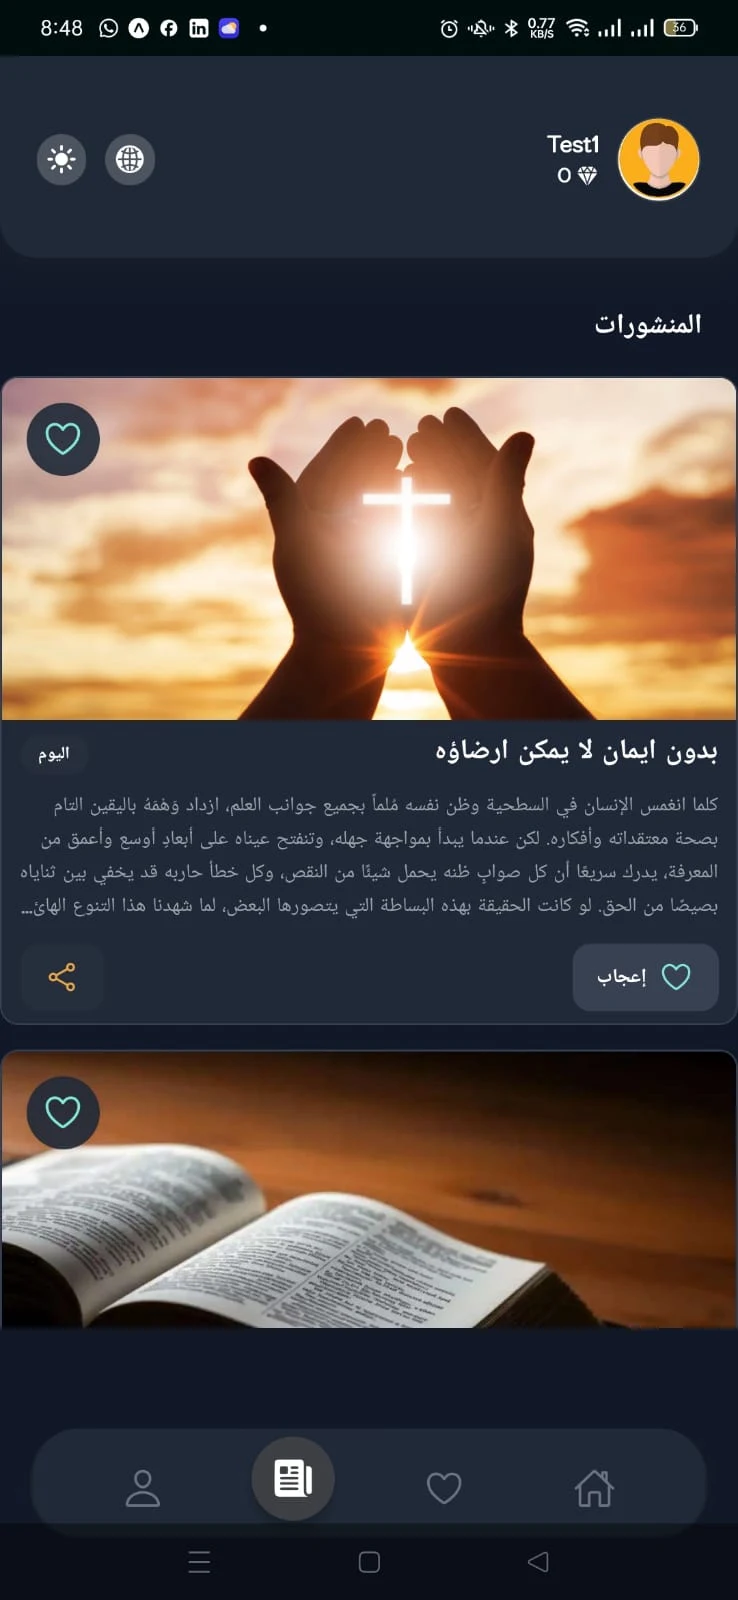 8:48
0.77
KB/S
36
Test1
0
المنشورات
بدون ايمان لا يمكن ارضاؤه
اليوم
كلما انغمس الإنسان في السطحية وظن نفسه مُلماً بجميع جوانب العلم، ازداد وَهْمَهُ باليقين التام
بصحة معتقداته وأفكاره. لكن عندما يبدأ بمواجهة جهله، وتنفتح عيناه على أبعادِ أوسع وأعمق من
المعرفة، يدرك سريعًا أن كل صوابٍ ظنه يحمل شيئًا من النقص، وكل خطأ حاربه قد يخفي بين ثناياه
بصيصًا من الحق. لو كانت الحقيقة بهذه البساطة التي يتصورها البعض، لما شهدنا هذا التنوع الهائ...
إعجاب